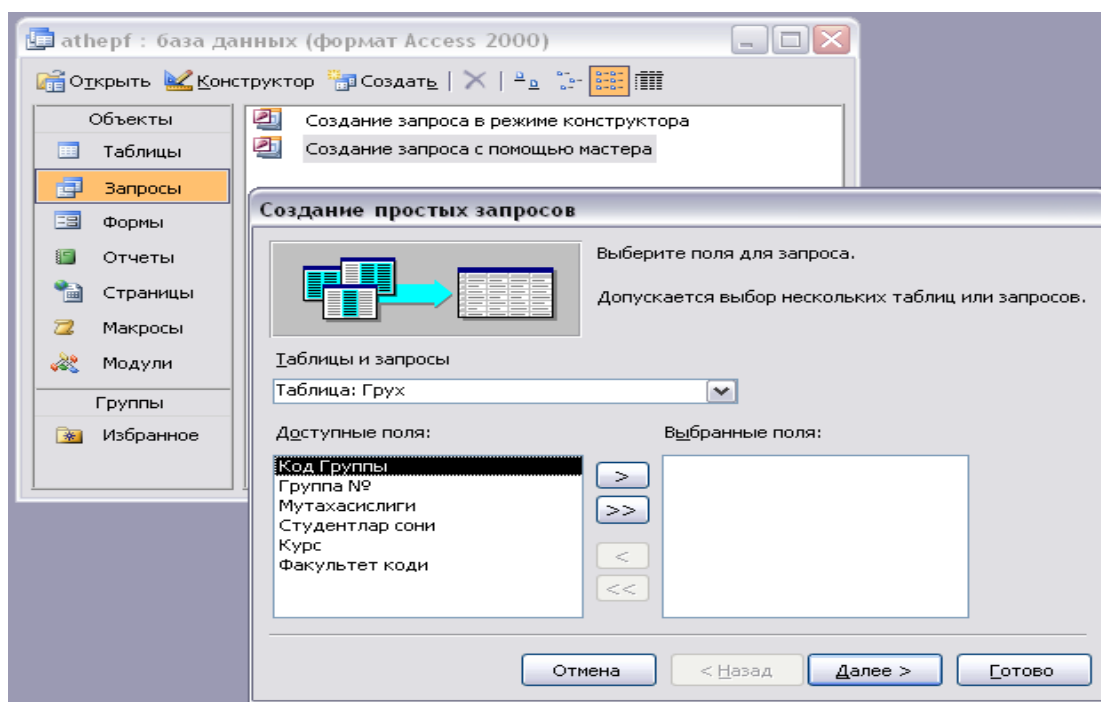 athepf : база данных (формат Access 2000)
Открыть Конструктор Создать
Объекты
Таблицы
Запросы
Формы
Отчеты
Страницы
Макросы
Модули
Группы
Избранное
Создание запроса в режиме конструктора
Создание запроса с помощью мастера
Создание простых запросов
Выберите поля для запроса.
Допускается выбор нескольких таблиц или запросов.
Таблицы и запросы
Таблица: Грух
Доступные поля:
Код Группы
Группа №
Мутахасислиги
Студентлар сони
Курс
Факультет коди
>
>>
<
<<
Выбранные поля:
Отмена < Назад Далее > Готово